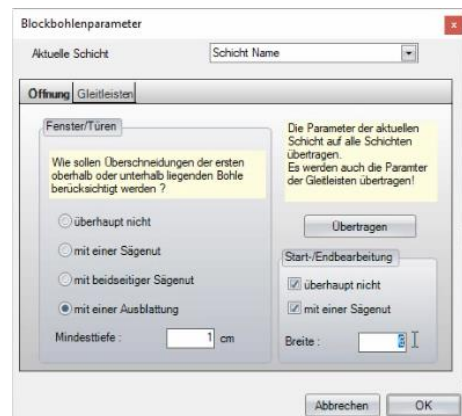 Blockbohlenparameter
x
Aktuelle Schicht
Schicht Name
Öffnung Gleitleisten
Fenster/Türen
Wie sollen Überschneidungen der ersten
oberhalb oder unterhalb liegenden Bohle
berücksichtigt werden ?
überhaupt nicht
mit einer Sägenut
mit beidseitiger Sägenut
mit einer Ausblattung
Mindesttiefe : 1 cm
Die Parameter der aktuellen
Schicht auf alle Schichten
übertragen.
Es werden auch die Paramter
der Gleitleisten übertragen!
Übertragen
Start-/Endbearbeitung
überhaupt nicht
mit einer Sägenut
Breite :
Abbrechen OK